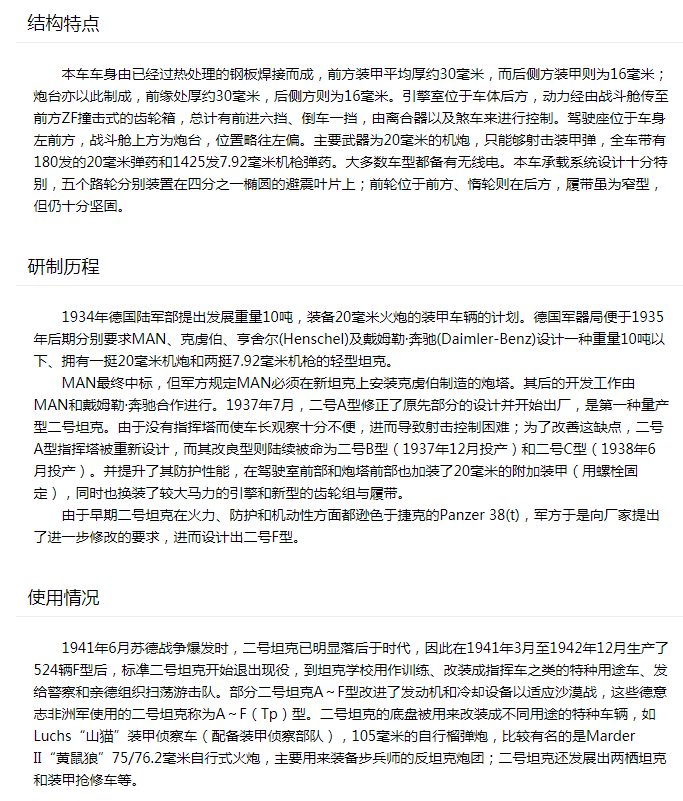 结构特点
本车车身由已经过热处理的钢板焊接而成，前方装甲平均厚约30毫米，而后侧方装甲则为16毫米；
炮台亦以此制成，前缘处厚约30毫米，后侧方则为16毫米。引擎室位于车体后方，动力经由战斗舱传至
前方ZF撞击式的齿轮箱，总计有前进六挡、倒车一挡，由离合器以及煞车来进行控制。驾驶座位于车身
左前方，战斗舱上方为炮台，位置略往左偏。主要武器为20毫米的机炮，只能够射击装甲弹，全车带有
180发的20毫米弹药和1425发7.92毫米机枪弹药。大多数车型都备有无线电。本车承载系统设计十分特
别，五个路轮分别装置在四分之一椭圆的避震叶片上；前轮位于前方、惰轮则在后方，履带虽为窄型，
但仍十分坚固。
研制历程
1934年德国陆军部提出发展重量10吨，装备20毫米火炮的装甲车辆的计划。德国军器局便于1935
年后期分别要求MAN、克虏伯、亨舍尔(Henschel)及戴姆勒·奔驰(Daimler-Benz)设计一种重量10吨以
下、拥有一挺20毫米机炮和两挺7.92毫米机枪的轻型坦克。
MAN最终中标，但军方规定MAN必须在新坦克上安装克虏伯制造的炮塔。其后的开发工作由
MAN和戴姆勒·奔驰合作进行。1937年7月，二号A型修正了原先部分的设计并开始出厂，是第一种量产
型二号坦克。由于没有指挥塔而使车长观察十分不便，进而导致射击控制困难；为了改善这缺点，二号
A型指挥塔被重新设计，而其改良型则陆续被命为二号B型（1937年12月投产）和二号C型（1938年6
月投产）。并提升了其防护性能，在驾驶室前部和炮塔前部也加装了20毫米的附加装甲（用螺栓固
定），同时也换装了较大马力的引擎和新型的齿轮组与履带。
由于早期二号坦克在火力、防护和机动性方面都逊色于捷克的Panzer 38(t)，军方于是向厂家提出
了进一步修改的要求，进而设计出二号F型。
使用情况
1941年6月苏德战争爆发时，二号坦克已明显落后于时代，因此在1941年3月至1942年12月生产了
524辆F型后，标准二号坦克开始退出现役，到坦克学校用作训练、改装成指挥车之类的特种用途车、发
给警察和亲德组织扫荡游击队。部分二号坦克A～F型改进了发动机和冷却设备以适应沙漠战，这些德意
志非洲军使用的二号坦克称为A～F（Tp）型。二号坦克的底盘被用来改装成不同用途的特种车辆，如
Luchs“山猫”装甲侦察车（配备装甲侦察部队），105毫米的自行榴弹炮，比较有名的是Marder
II“黄鼠狼”75/76.2毫米自行式火炮，主要用来装备步兵师的反坦克炮团；二号坦克还发展出两栖坦克
和装甲抢修车等。